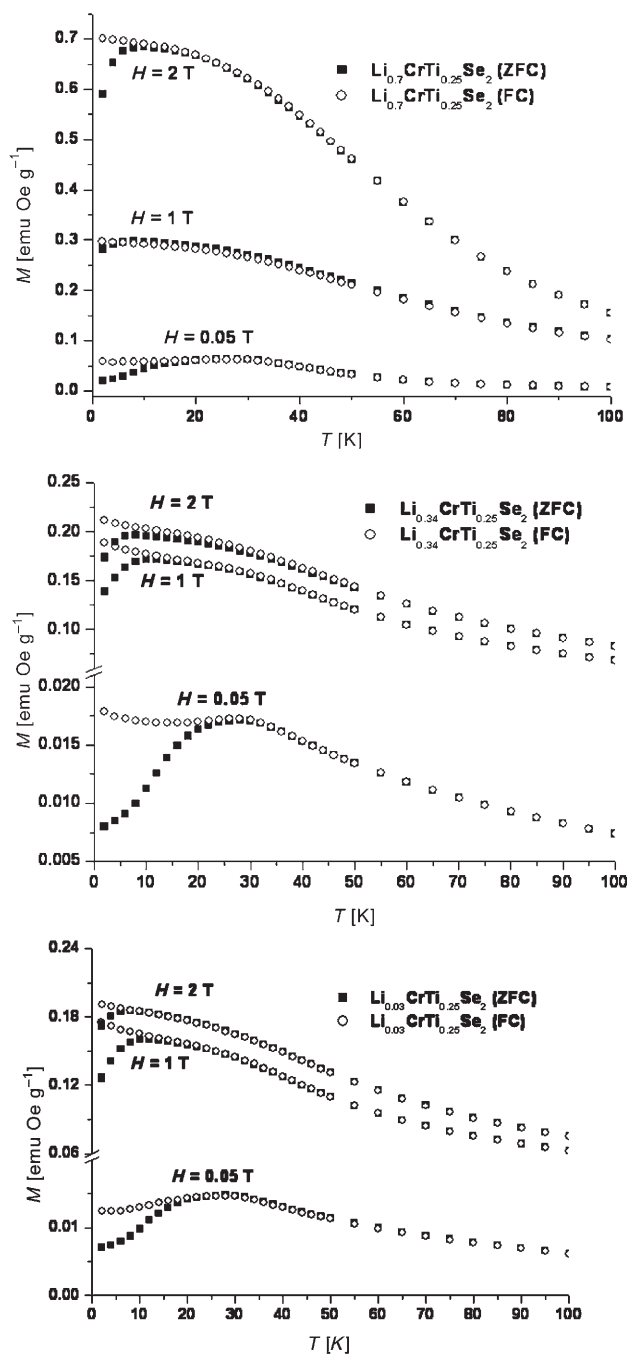 0.7
0.6
0.5
0.4
0.3
0.2
0.1
0.0
M [emu Oe g⁻¹]
H = 2 T
H = 1 T
H = 0.05 T
Li₀.₇CrTi₀.₂₅Se₂ (ZFC)
Li₀.₇CrTi₀.₂₅Se₂ (FC)
0 20 40 60 80 100
T [K]
0.25
0.20
0.15
0.10
0.020
0.015
0.010
0.005
M [emu Oe g⁻¹]
H = 2 T
H = 1 T
H = 0.05 T
Li₀.₃₄CrTi₀.₂₅Se₂ (ZFC)
Li₀.₃₄CrTi₀.₂₅Se₂ (FC)
0 10 20 30 40 50 60 70 80 90 100
T [K]
0.24
0.18
0.12
0.06
0.01
0.00
M [emu Oe g⁻¹]
H = 2 T
H = 1 T
H = 0.05 T
Li₀.₀₃CrTi₀.₂₅Se₂ (ZFC)
Li₀.₀₃CrTi₀.₂₅Se₂ (FC)
0 10 20 30 40 50 60 70 80 90 100
T [K]